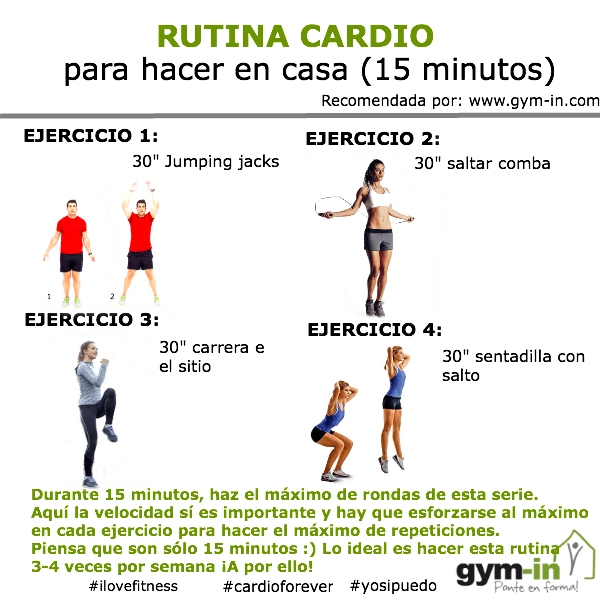 RUTINA CARDIO
para hacer en casa (15 minutos)
Recomendada por: www.gym-in.com
EJERCICIO 1:
30" Jumping jacks
1
2
EJERCICIO 2:
30" saltar comba
EJERCICIO 3:
30" carrera e
el sitio
EJERCICIO 4:
30" sentadilla con
salto
Durante 15 minutos, haz el máximo de rondas de esta serie.
Aquí la velocidad sí es importante y hay que esforzarse al máximo
en cada ejercicio para hacer el máximo de repeticiones.
Piensa que son sólo 15 minutos :) Lo ideal es hacer esta rutina
3-4 veces por semana ¡A por ello!
#ilovefitness #cardioforever #yosipuedo
gym-in
Ponte en forma!